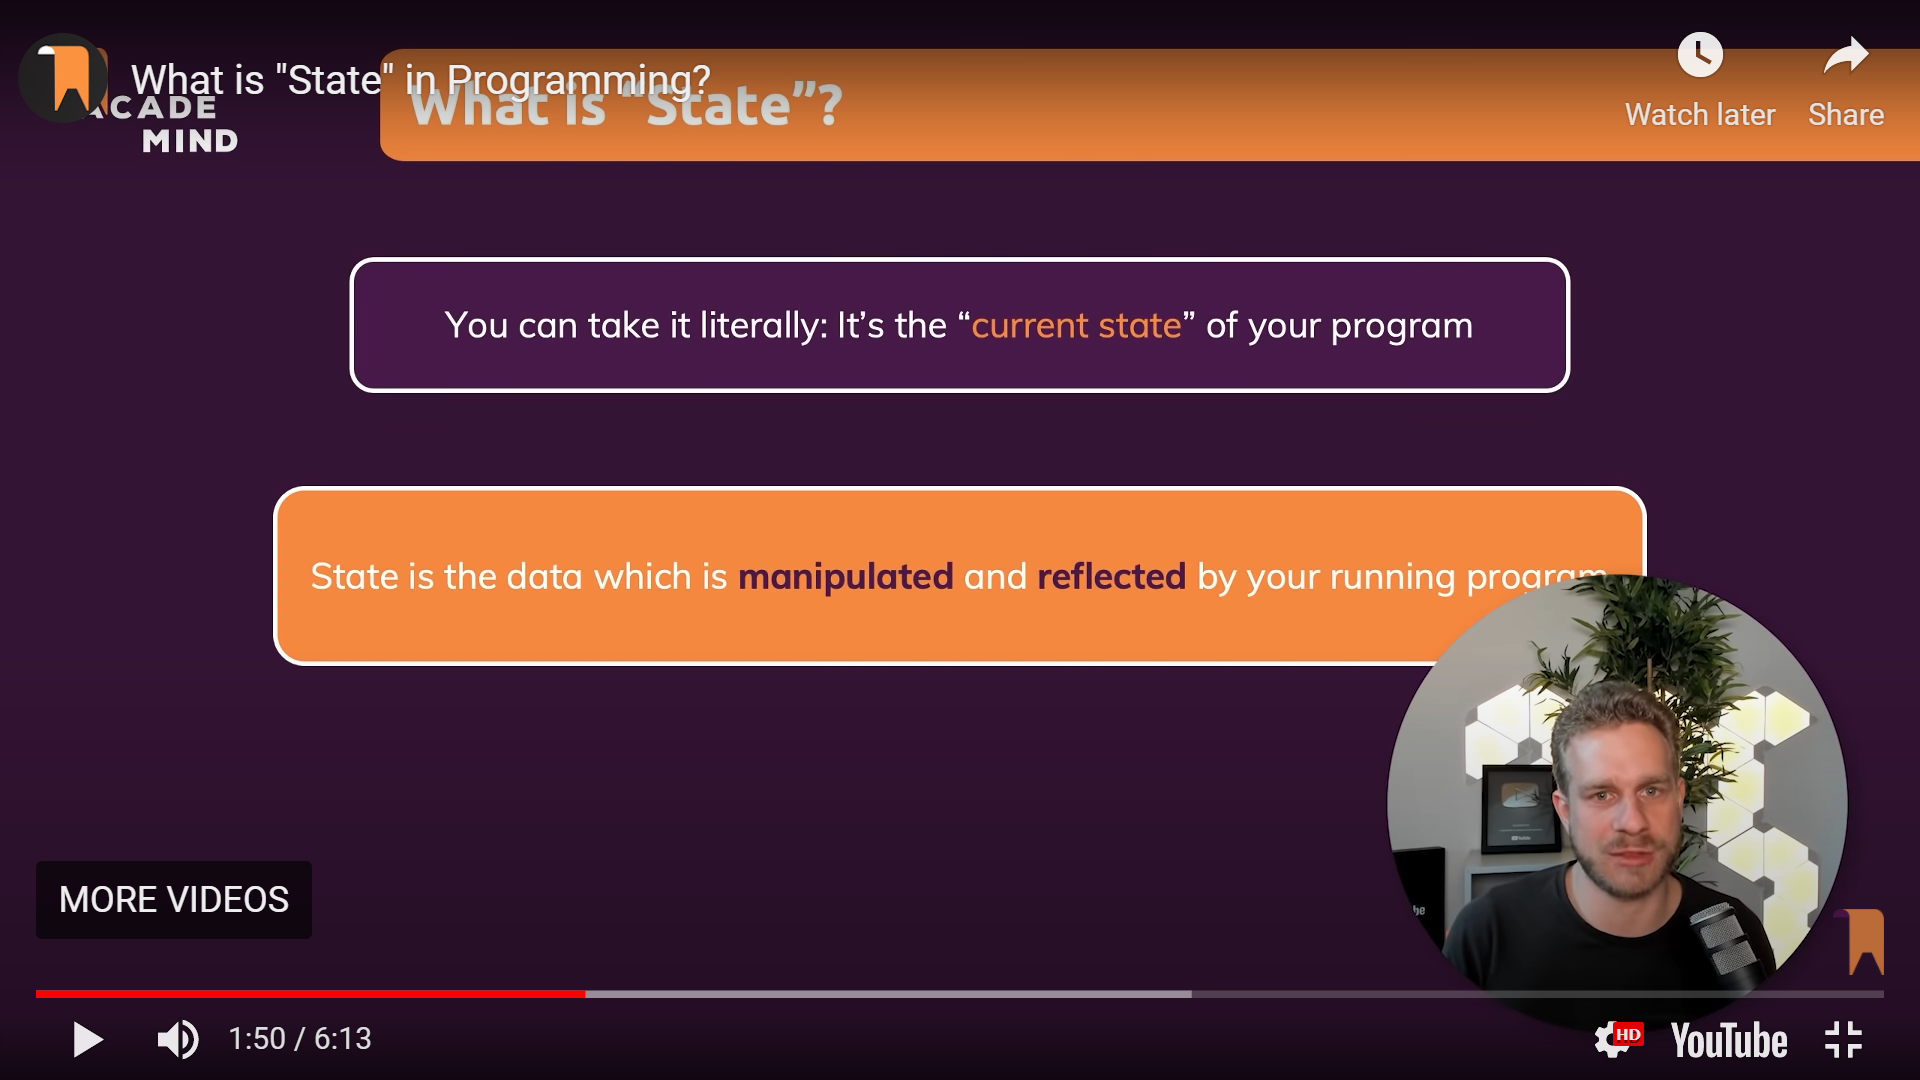 What is "State" in Programming?
ACADE
MIND
What is “State”?
Watch later
Share
You can take it literally: It’s the “current state” of your program
State is the data which is manipulated and reflected by your running program
MORE VIDEOS
1:50 / 6:13
HD
YouTube